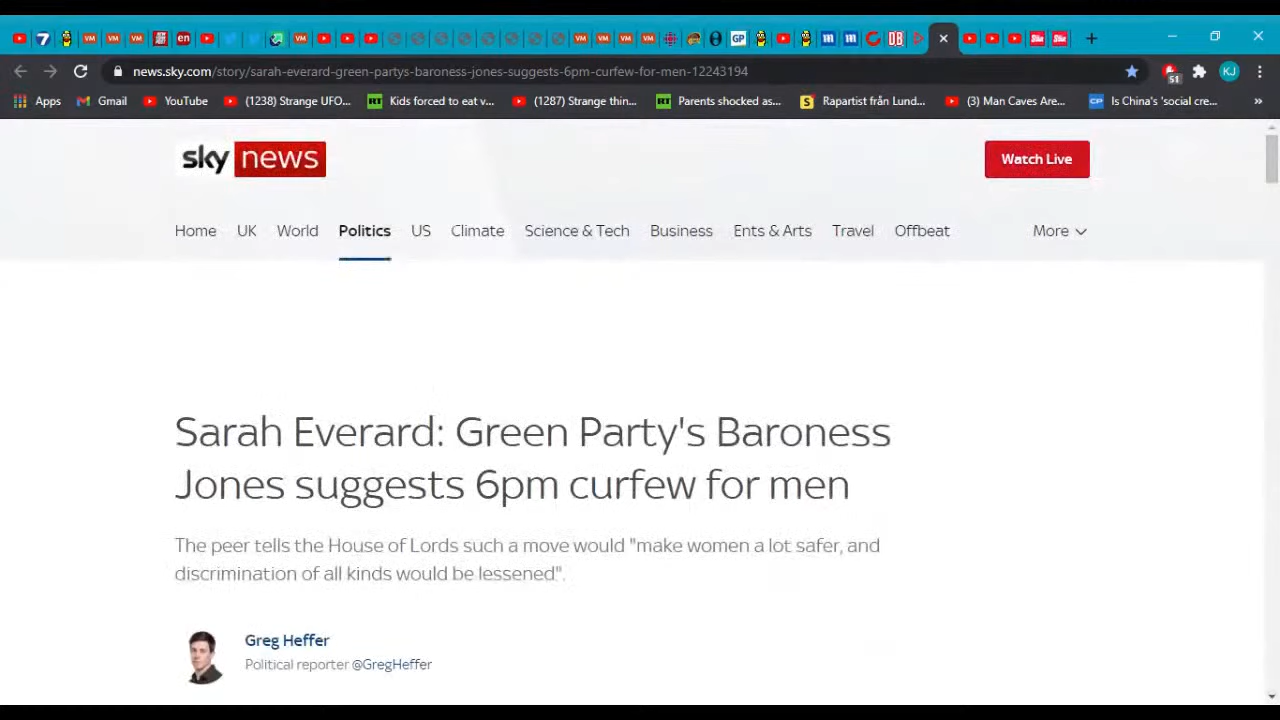 news.sky.com/story/sarah-everard-green-partys-baroness-jones-suggests-6pm-curfew-for-men-12243194
51
KJ
Apps Gmail YouTube (1238) Strange UFO... Kids forced to eat v... (1287) Strange thin... Parents shocked as... Rapartist från Lund... (3) Man Caves Are... Is China's 'social cre... »
sky news
Watch Live
Home UK World Politics US Climate Science & Tech Business Ents & Arts Travel Offbeat More
Sarah Everard: Green Party's Baroness
Jones suggests 6pm curfew for men
The peer tells the House of Lords such a move would "make women a lot safer, and
discrimination of all kinds would be lessened".
Greg Heffer
Political reporter @GregHeffer